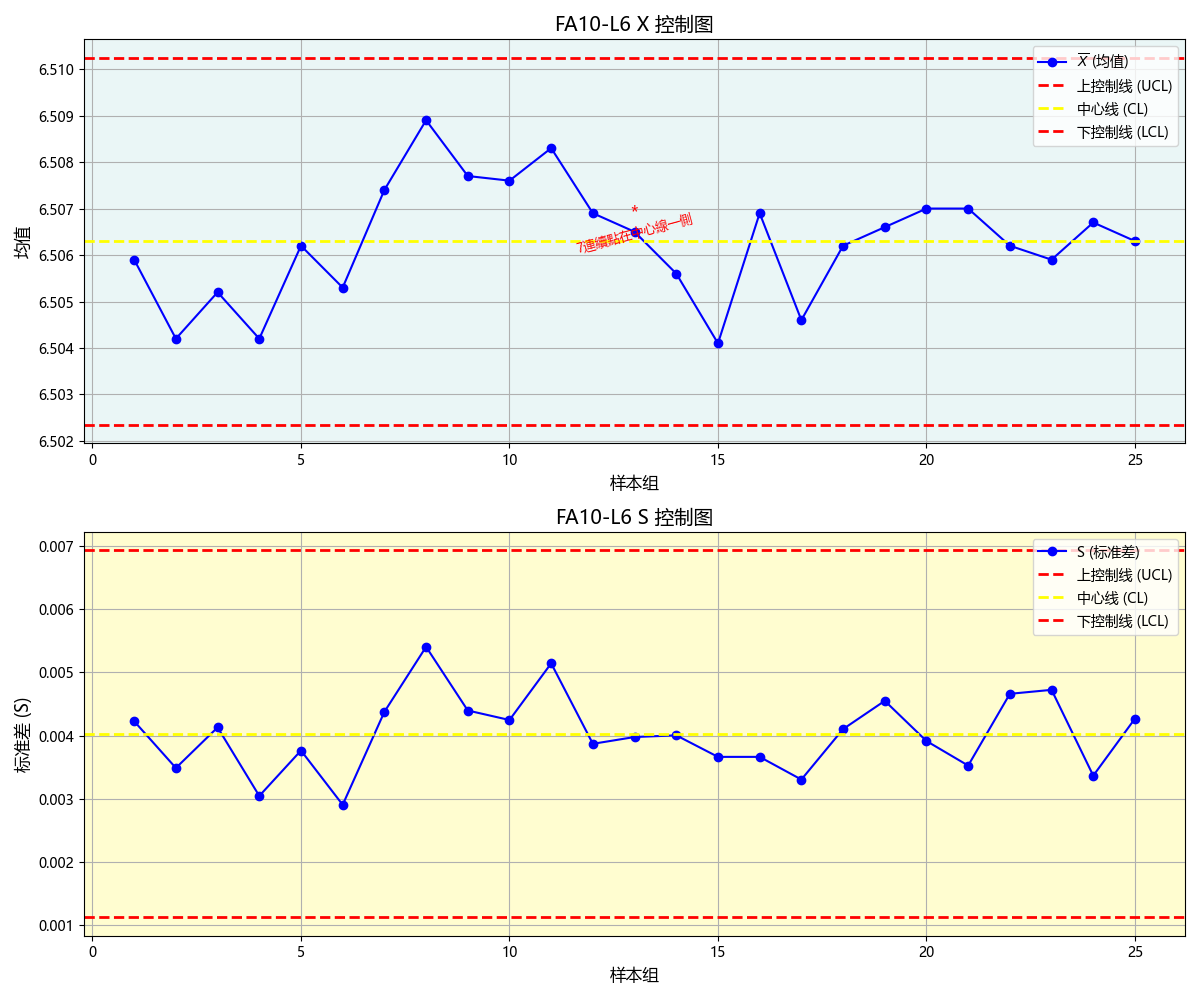 FA10-L6 X 控制图
6.510
6.509
6.508
6.507
6.506
6.505
6.504
6.503
6.502
均值
X̅ (均值)
上控制线 (UCL)
中心线 (CL)
下控制线 (LCL)
*
7連續點在中心線一側
0 5 10 15 20 25
样本组
FA10-L6 S 控制图
0.007
0.006
0.005
0.004
0.003
0.002
0.001
标准差 (S)
S (标准差)
上控制线 (UCL)
中心线 (CL)
下控制线 (LCL)
0 5 10 15 20 25
样本组